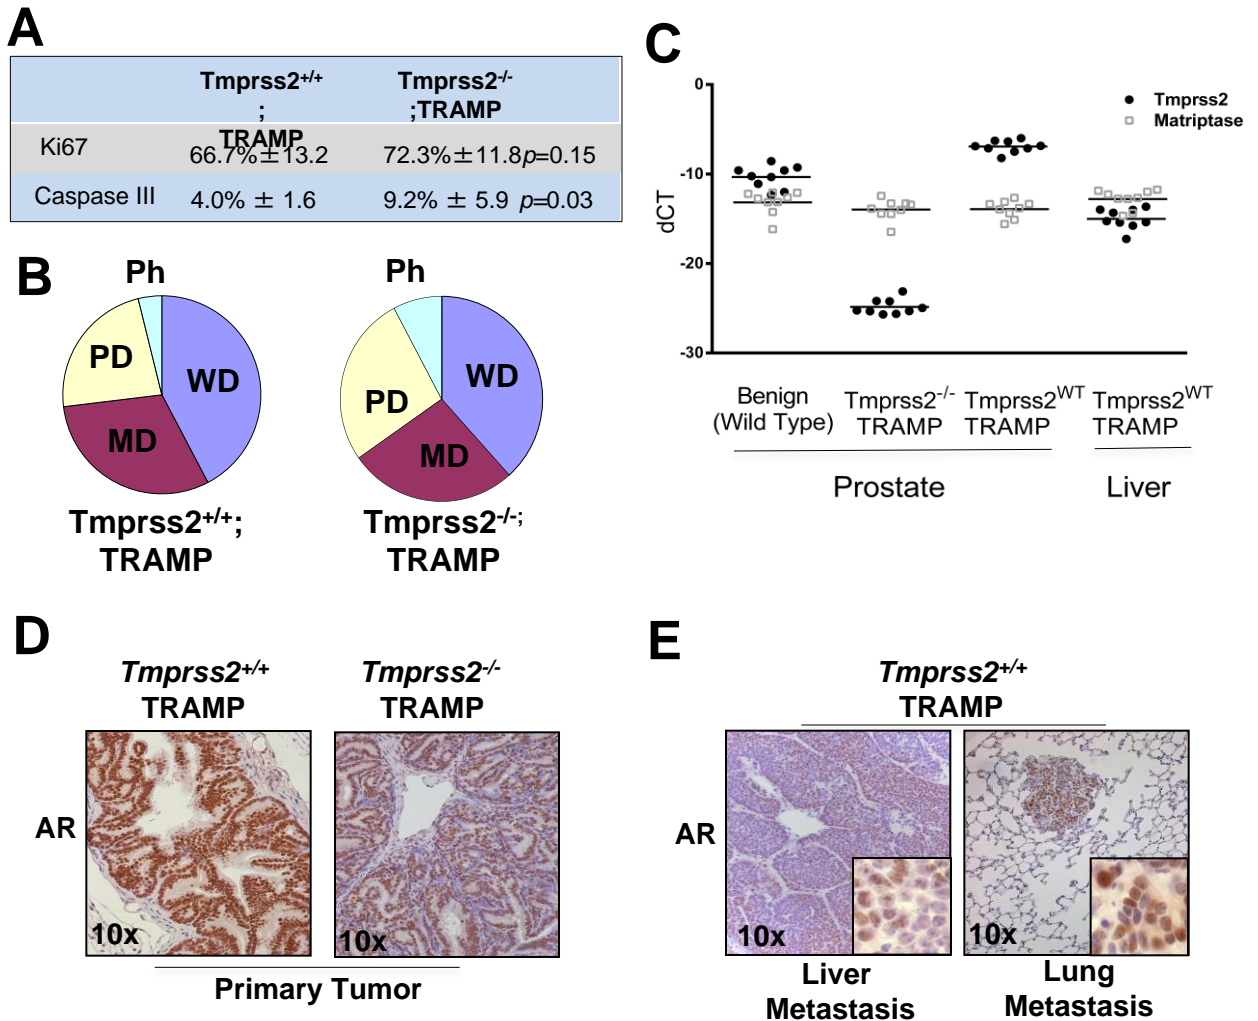 A
Tmprss2+/+
;
TRAMP
Tmprss2-/-
;TRAMP
Ki67
66.7%±13.2
72.3%±11.8p=0.15
Caspase III
4.0% ± 1.6
9.2% ± 5.9 p=0.03
B
Ph
PD
WD
MD
Tmprss2+/+;
TRAMP
Ph
PD
WD
MD
Tmprss2-/-;
TRAMP
C
0
-10
-20
-30
dCT
Tmprss2
Matriptase
Benign
(Wild Type)
Tmprss2-/-
TRAMP
Tmprss2WT
TRAMP
Tmprss2WT
TRAMP
Prostate
Liver
D
Tmprss2+/+
TRAMP
Tmprss2-/-
TRAMP
AR
10x
10x
Primary Tumor
E
Tmprss2+/+
TRAMP
AR
10x
10x
Liver
Metastasis
Lung
Metastasis